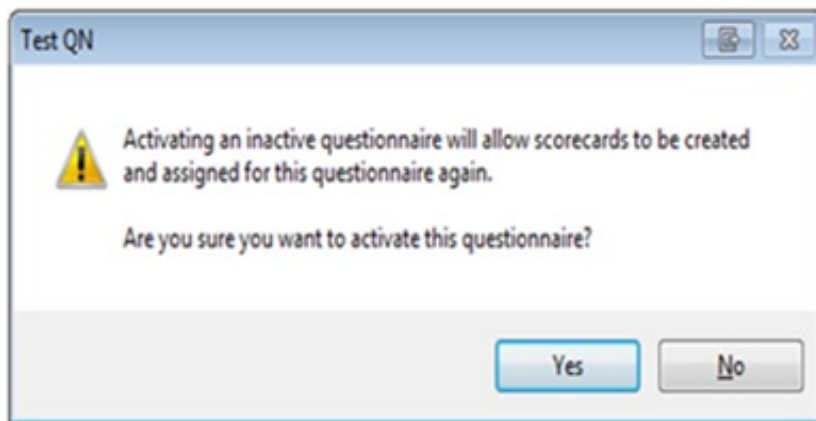 Test QN
Activating an inactive questionnaire will allow scorecards to be created
and assigned for this questionnaire again.
Are you sure you want to activate this questionnaire?
Yes
No